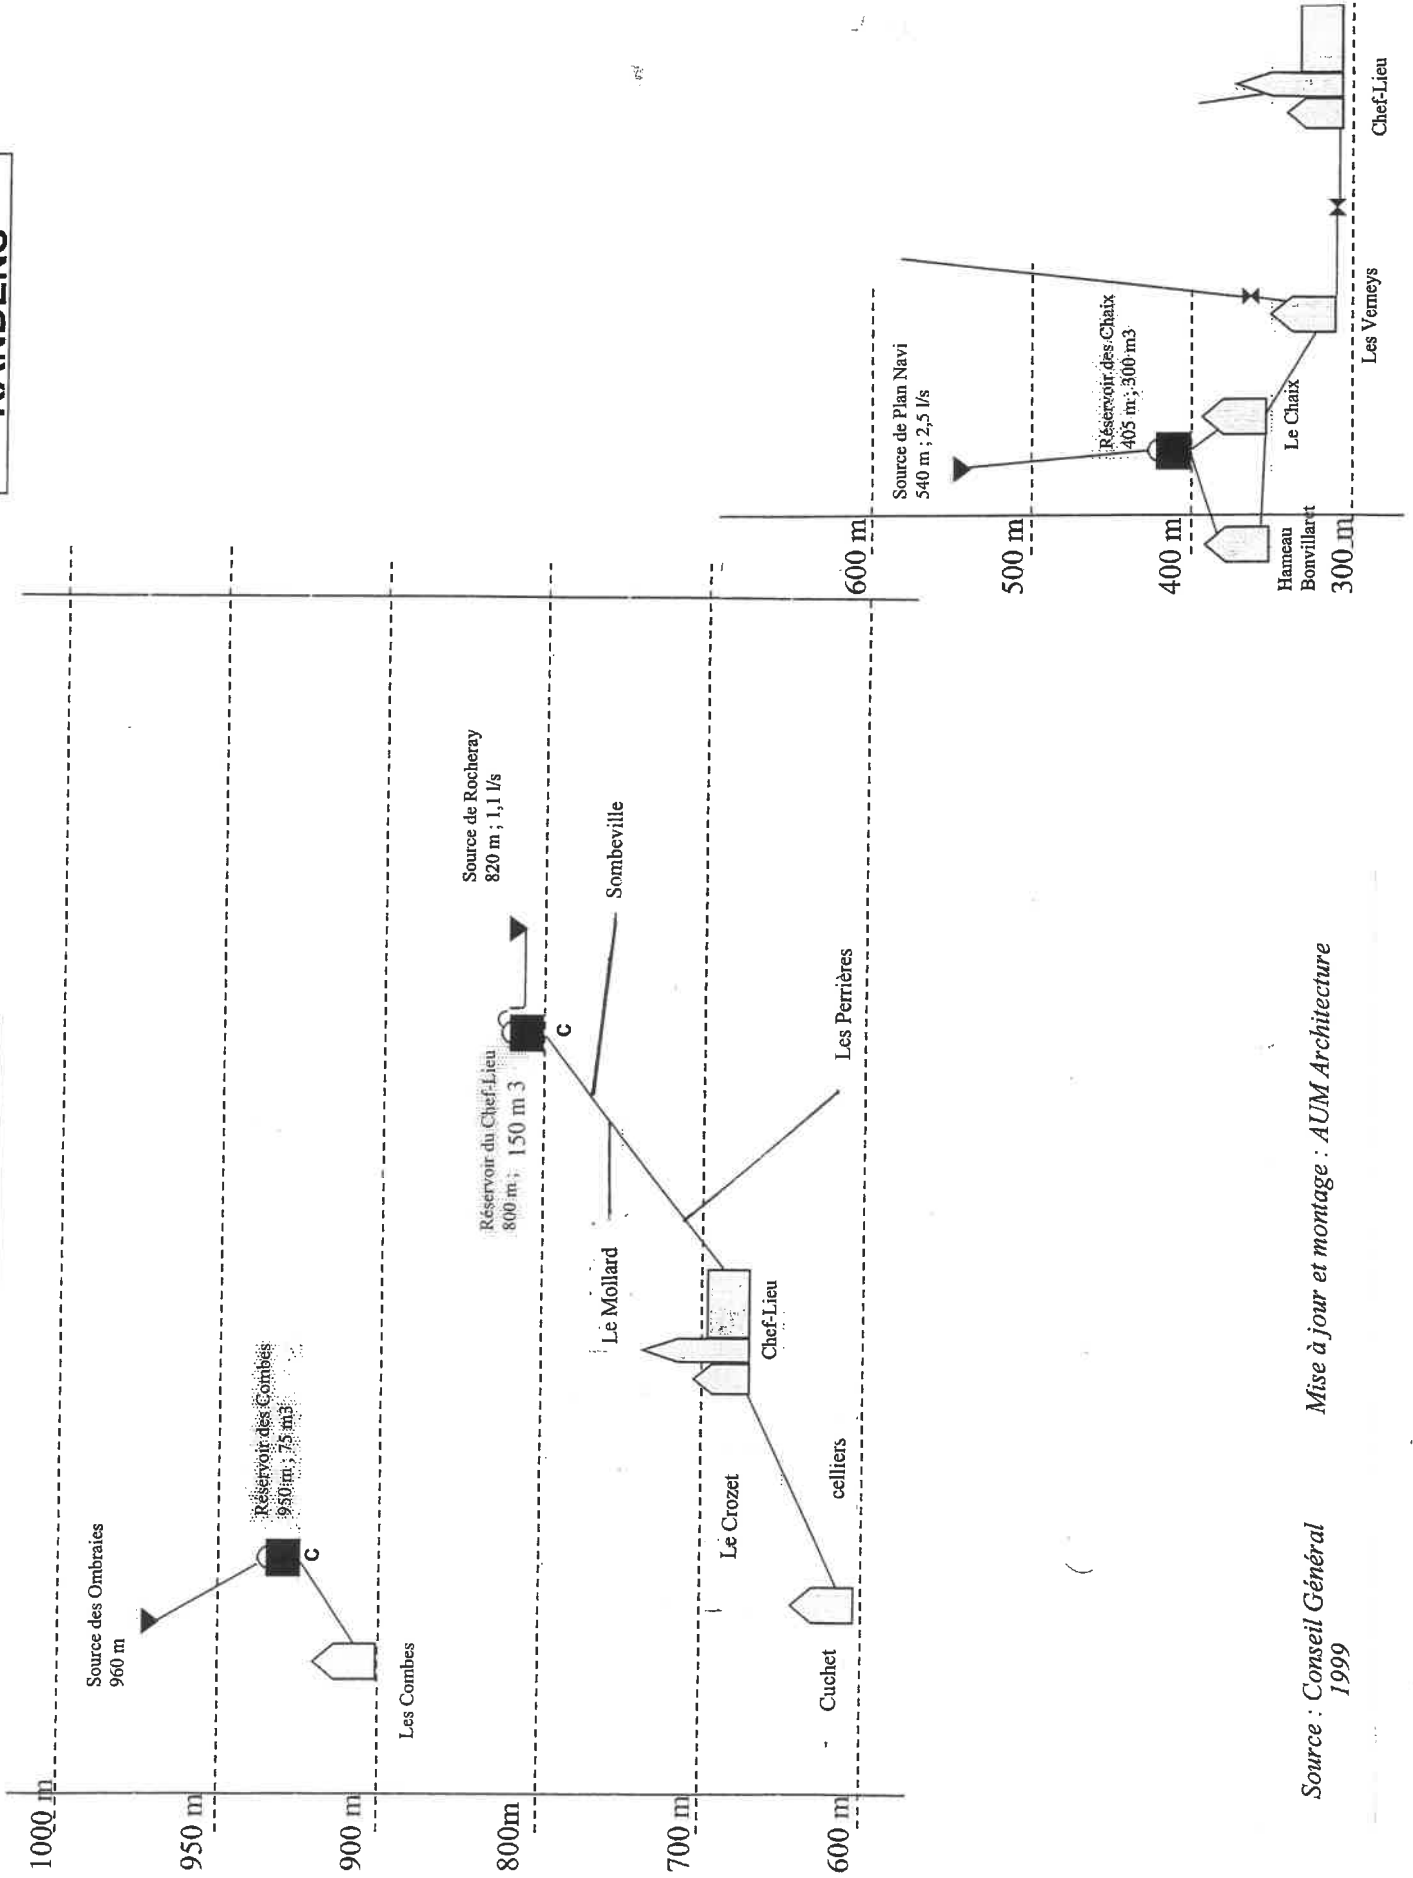 RANDENS
1000 m
950 m
900 m
800m
700 m
600 m
Source des Ombraies
960 m
Réservoir des Combes
950 m ; 75 m3
C
Les Combes
Source de Rocheray
820 m ; 1,1 l/s
Réservoir du Chef-Lieu
800 m ; 150 m 3
C
Sombeville
Le Mollard
Les Perrières
Chef-Lieu
Le Crozet
celliers
Cuchet
600 m
500 m
400 m
300 m
Source de Plan Navi
540 m ; 2,5 l/s
Réservoir des Chaix
405 m ; 300 m3
Hameau
Bonvillaret
Le Chaix
Les Verneys
Chef-Lieu
Source : Conseil Général
1999
Mise à jour et montage : AUM Architecture